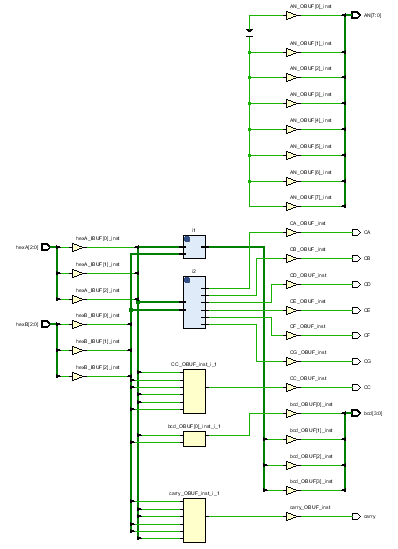 AN_OBUF[0]_inst
AN[7:0]
AN_OBUF[1]_inst
AN_OBUF[2]_inst
AN_OBUF[3]_inst
AN_OBUF[4]_inst
AN_OBUF[5]_inst
AN_OBUF[6]_inst
AN_OBUF[7]_inst
CA_OBUF_inst
CA
hexA[2:0]
hexA_IBUF[0]_inst
I1
CB_OBUF_inst
CB
hexA_IBUF[1]_inst
I2
CD_OBUF_inst
CD
hexA_IBUF[2]_inst
CE_OBUF_inst
CE
hexB[2:0]
hexB_IBUF[0]_inst
CF_OBUF_inst
CF
hexB_IBUF[1]_inst
CG_OBUF_inst
CG
hexB_IBUF[2]_inst
CC_OBUF_inst_i_1
CC_OBUF_inst
CC
bcd_OBUF[0]_inst
bcd[3:0]
bcd_OBUF[0]_inst_i_1
bcd_OBUF[1]_inst
bcd_OBUF[2]_inst
bcd_OBUF[3]_inst
carry_OBUF_inst_i_1
carry_OBUF_inst
carry